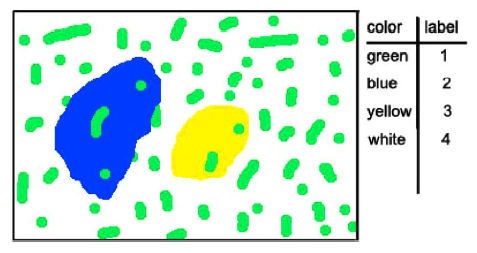 color label
green 1
blue 2
yellow 3
white 4